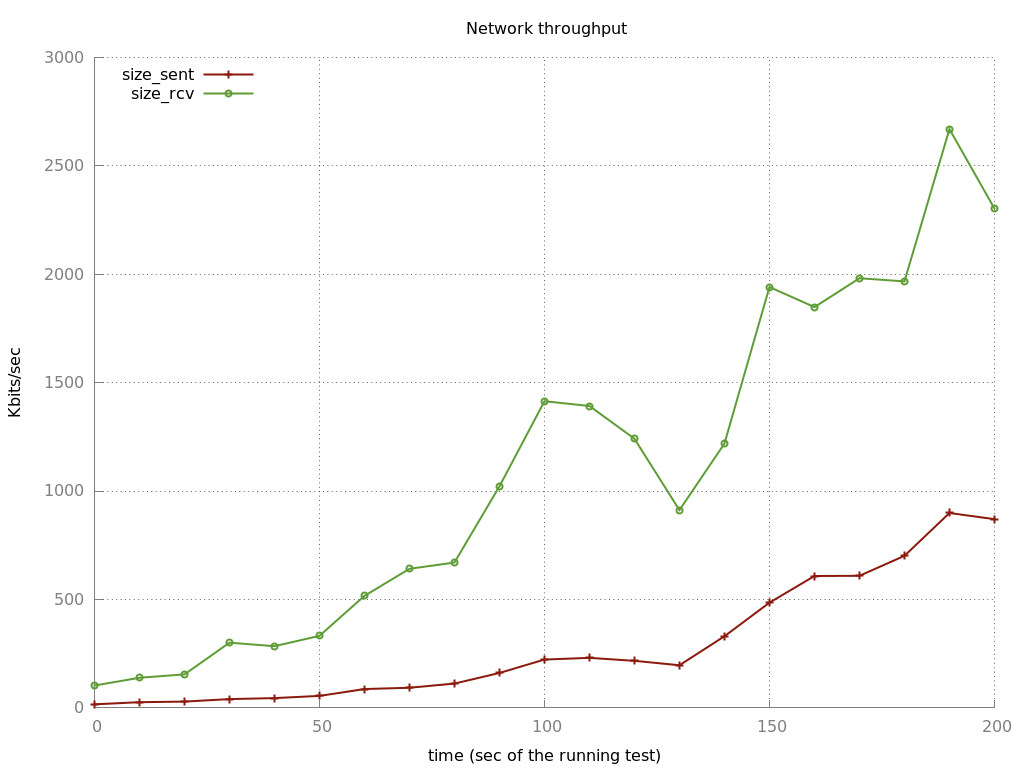 Network throughput
3000
size_sent
size_rcv
2500
2000
Kbits/sec
1500
1000
500
0
0 50 100 150 200
time (sec of the running test)